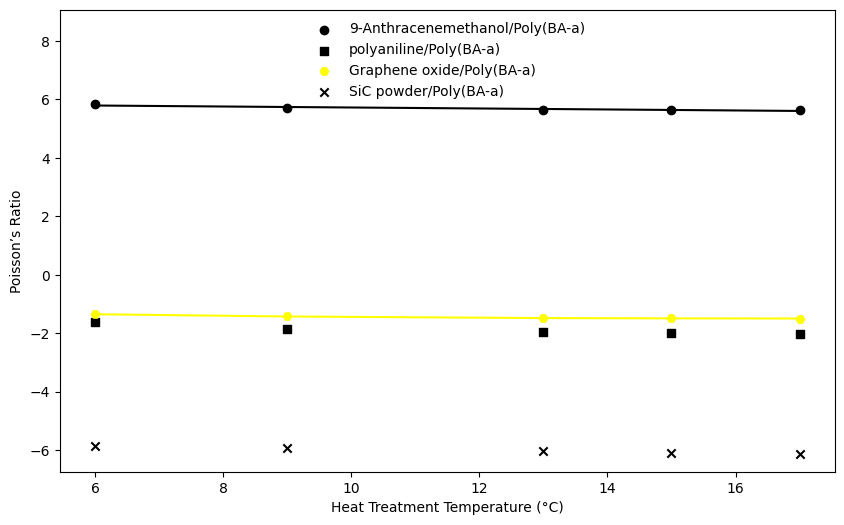 9-Anthracenemethanol/Poly(BA-a)
polyaniline/Poly(BA-a)
Graphene oxide/Poly(BA-a)
SiC powder/Poly(BA-a)
Poisson’s Ratio
8
6
4
2
0
−2
−4
−6
6 8 10 12 14 16
Heat Treatment Temperature (°C)